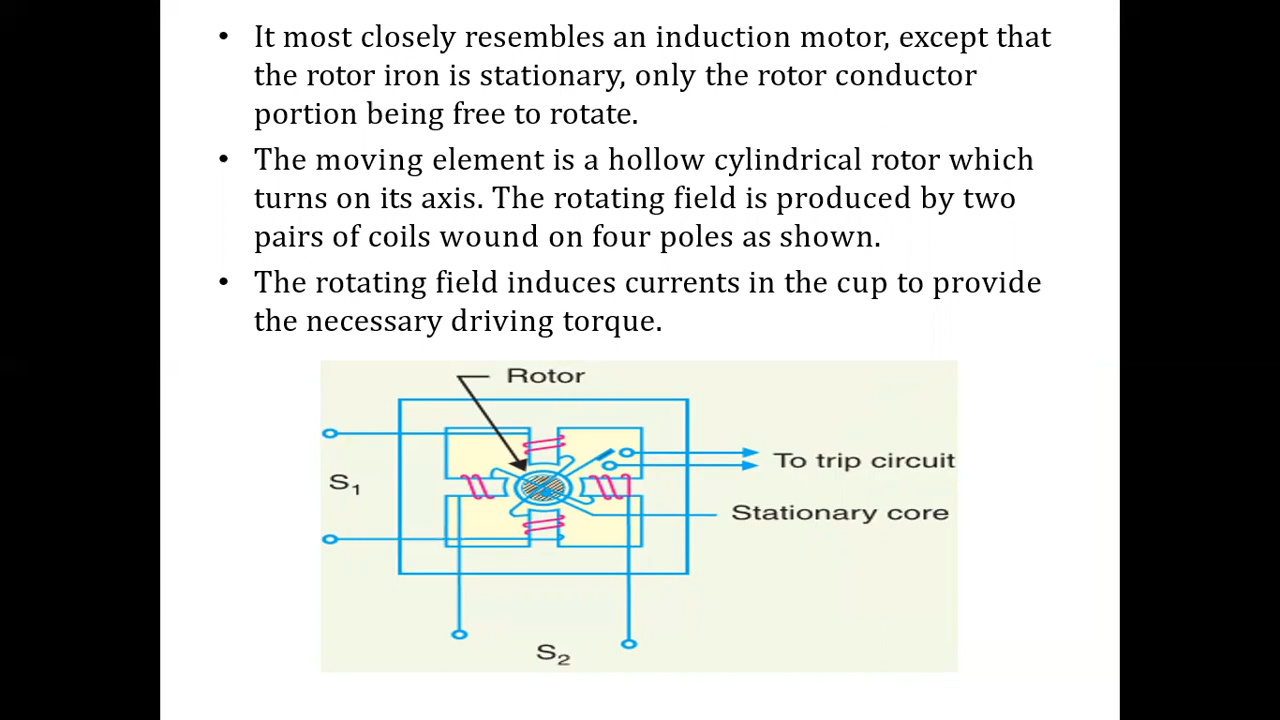 • It most closely resembles an induction motor, except that
the rotor iron is stationary, only the rotor conductor
portion being free to rotate.
• The moving element is a hollow cylindrical rotor which
turns on its axis. The rotating field is produced by two
pairs of coils wound on four poles as shown.
• The rotating field induces currents in the cup to provide
the necessary driving torque.
Rotor
To trip circuit
S₁
Stationary core
S₂